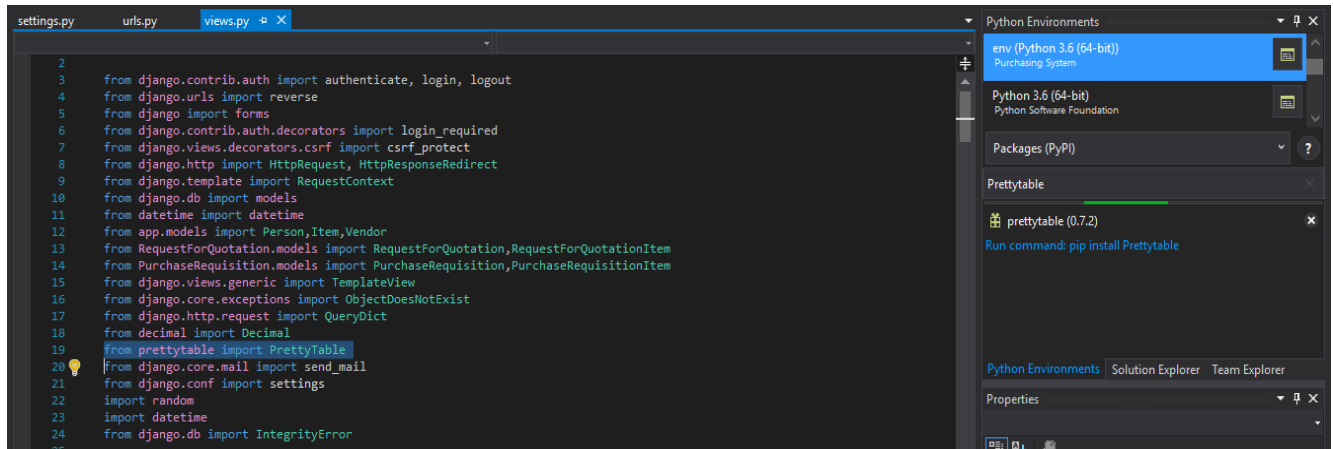 settings.py urls.py views.py
2
3 from django.contrib.auth import authenticate, login, logout
4 from django.urls import reverse
5 from django import forms
6 from django.contrib.auth.decorators import login_required
7 from django.views.decorators.csrf import csrf_protect
8 from django.http import HttpRequest, HttpResponseRedirect
9 from django.template import RequestContext
10 from django.db import models
11 from datetime import datetime
12 from app.models import Person,Item,Vendor
13 from RequestForQuotation.models import RequestForQuotation,RequestForQuotationItem
14 from PurchaseRequisition.models import PurchaseRequisition,PurchaseRequisitionItem
15 from django.views.generic import TemplateView
16 from django.core.exceptions import ObjectDoesNotExist
17 from django.http.request import QueryDict
18 from decimal import Decimal
19 from prettytable import PrettyTable
20 from django.core.mail import send_mail
21 from django.conf import settings
22 import random
23 import datetime
24 from django.db import IntegrityError
Python Environments
env (Python 3.6 (64-bit))
Purchasing System
Python 3.6 (64-bit)
Python Software Foundation
Packages (PyPI)
?
Prettytable
prettytable (0.7.2)
Run command: pip install Prettytable
Python Environments Solution Explorer Team Explorer
Properties